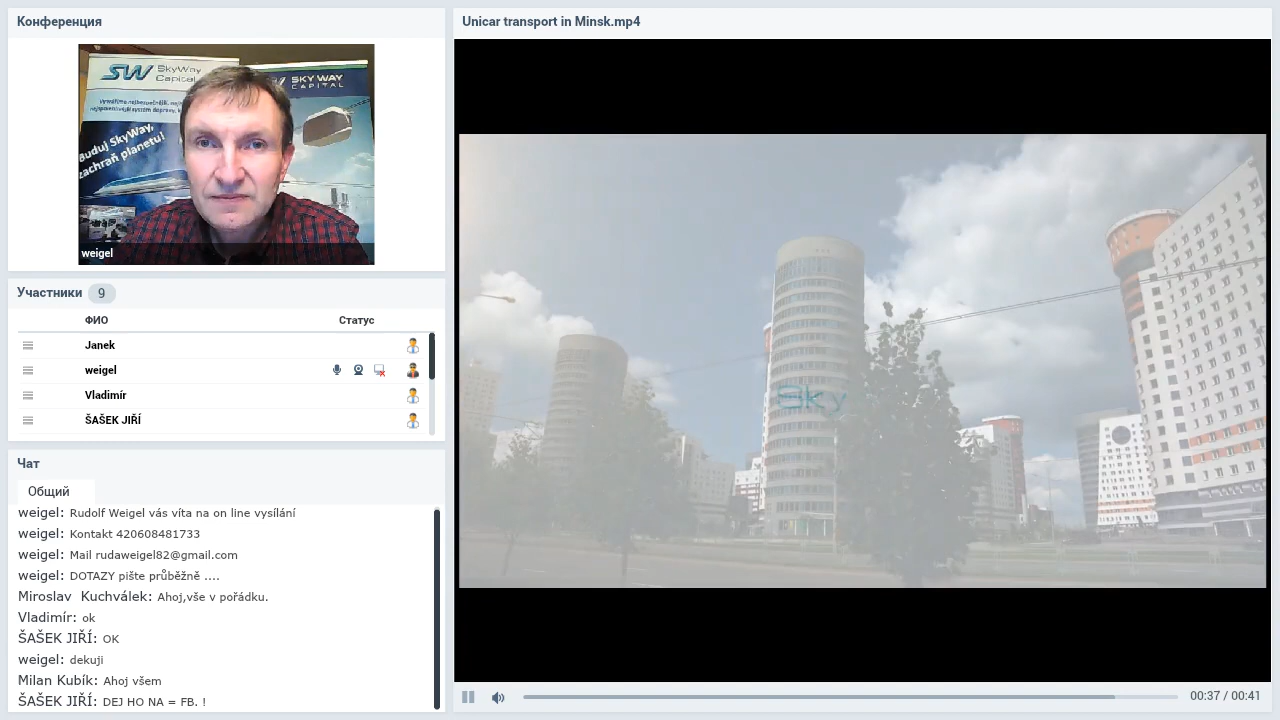 Конференция
SW SkyWay
Capital
SKY WAY
CAPITAL
Buduj SkyWay,
zachraň planetu!
weigel
Участники 9
ФИО Статус
Janek
weigel
Vladimír
ŠAŠEK JIŘÍ
Чат
Общий
weigel: Rudolf Weigel vás víta na on line vysílání
weigel: Kontakt 420608481733
weigel: Mail rudaweigel82@gmail.com
weigel: DOTAZY pište průběžně ....
Miroslav Kuchválek: Ahoj,vše v pořádku.
Vladimír: ok
ŠAŠEK JIŘÍ: OK
weigel: dekuji
Milan Kubík: Ahoj všem
ŠAŠEK JIŘÍ: DEJ HO NA = FB. !
Unicar transport in Minsk.mp4
Sky
00:37 / 00:41